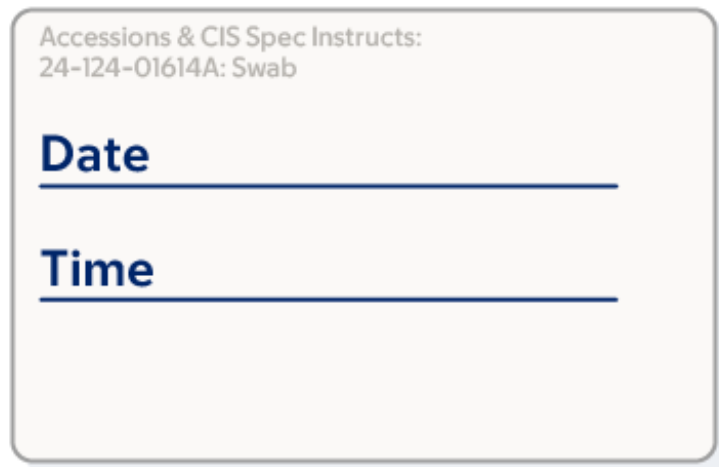 Accessions & CIS Spec Instructs:
24-124-01614A: Swab
Date
Time